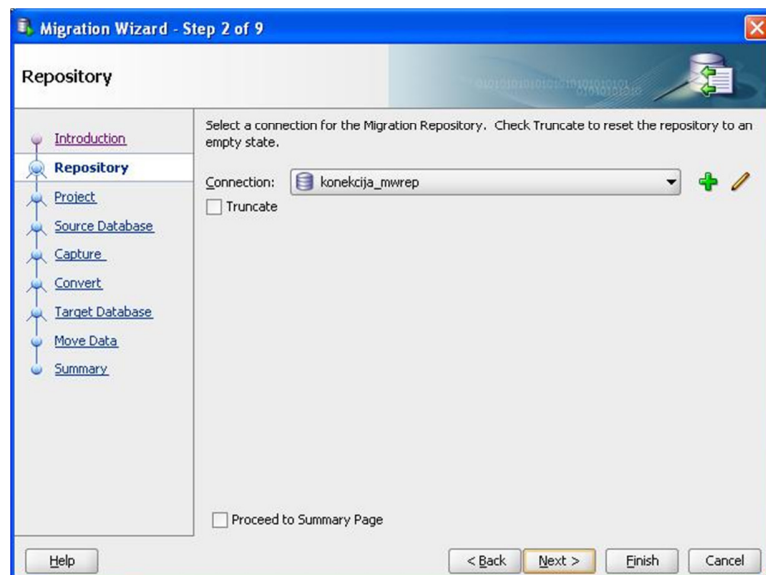 Migration Wizard - Step 2 of 9
Repository
Introduction
Repository
Project
Source Database
Capture
Convert
Target Database
Move Data
Summary
Select a connection for the Migration Repository. Check Truncate to reset the repository to an
empty state.
Connection: konekcija_mwrep
Truncate
Proceed to Summary Page
Help
< Back Next > Finish Cancel